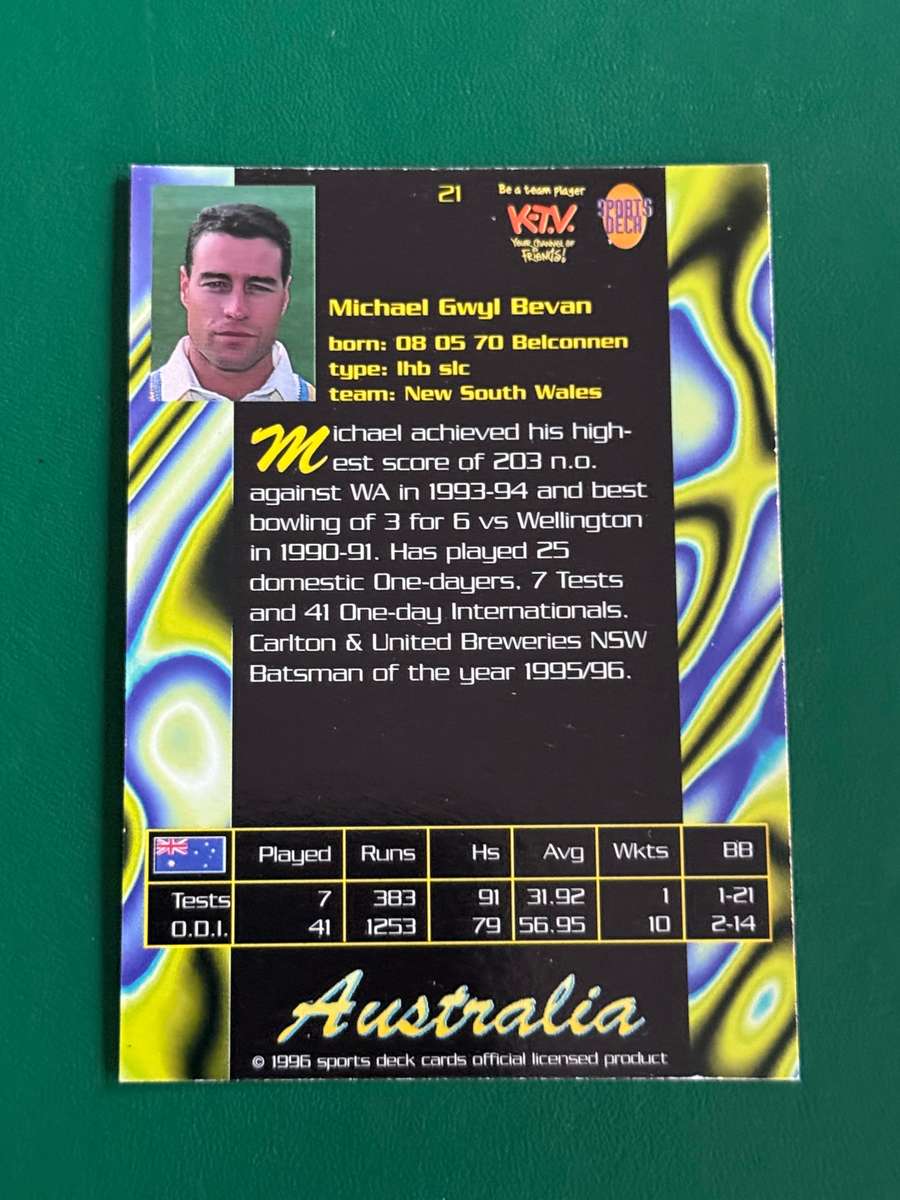 21
Be a team player
K-T.V.
YOUR CHANNEL OF
FRIENDS!
SPORTS
DECK
Michael Gwyl Bevan
born: 08 05 70 Belconnen
type: lhb slc
team: New South Wales
Michael achieved his high-
est score of 203 n.o.
against WA in 1993-94 and best
bowling of 3 for 6 vs Wellington
in 1990-91. Has played 25
domestic One-dayers, 7 Tests
and 41 One-day Internationals.
Carlton & United Breweries NSW
Batsman of the year 1995/96.
Played Runs Hs Avg Wkts BB
Tests 7 383 91 31.92 1 1-21
O.D.I. 41 1253 79 56.95 10 2-14
Australia
© 1996 sports deck cards official licensed product